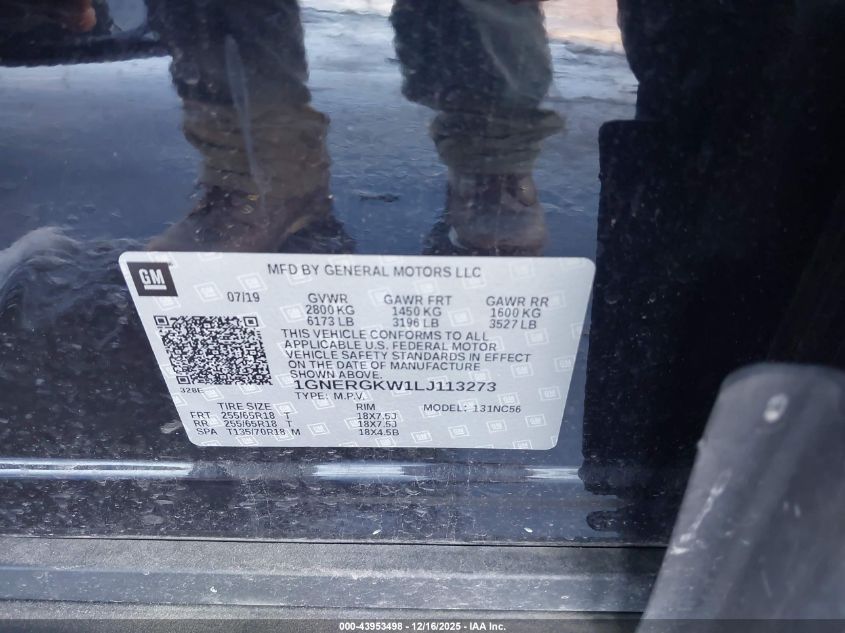 GM
MFD BY GENERAL MOTORS LLC
07/19
GVWR GAWR FRT GAWR RR
2800 KG 1450 KG 1600 KG
6173 LB 3196 LB 3527 LB
THIS VEHICLE CONFORMS TO ALL
APPLICABLE U.S. FEDERAL MOTOR
VEHICLE SAFETY STANDARDS IN EFFECT
ON THE DATE OF MANUFACTURE
SHOWN ABOVE.
328E
1GNERGKW1LJ113273
TYPE: M.P.V.
TIRE SIZE RIM MODEL: 131NC56
FRT 255/65R18 T 18X7.5J
RR 255/65R18 T 18X7.5J
SPA T135/70R18 M 18X4.5B
000-43953498 - 12/16/2025 - IAA Inc.